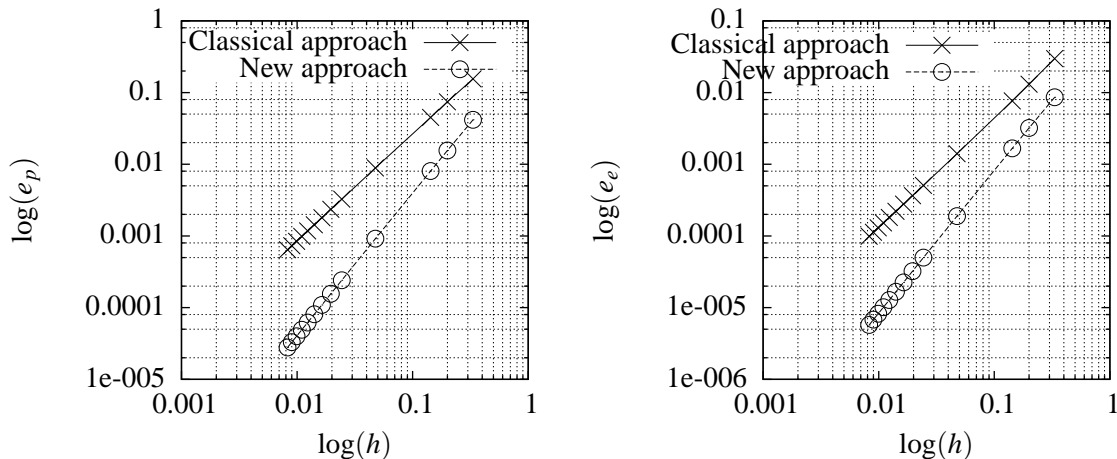 1
0.1
0.01
0.001
0.0001
1e-005
0.001
0.01
0.1
1
log(e_p)
log(h)
Classical approach
New approach
0.1
0.01
0.001
0.0001
1e-005
1e-006
0.001
0.01
0.1
1
log(e_e)
log(h)
Classical approach
New approach